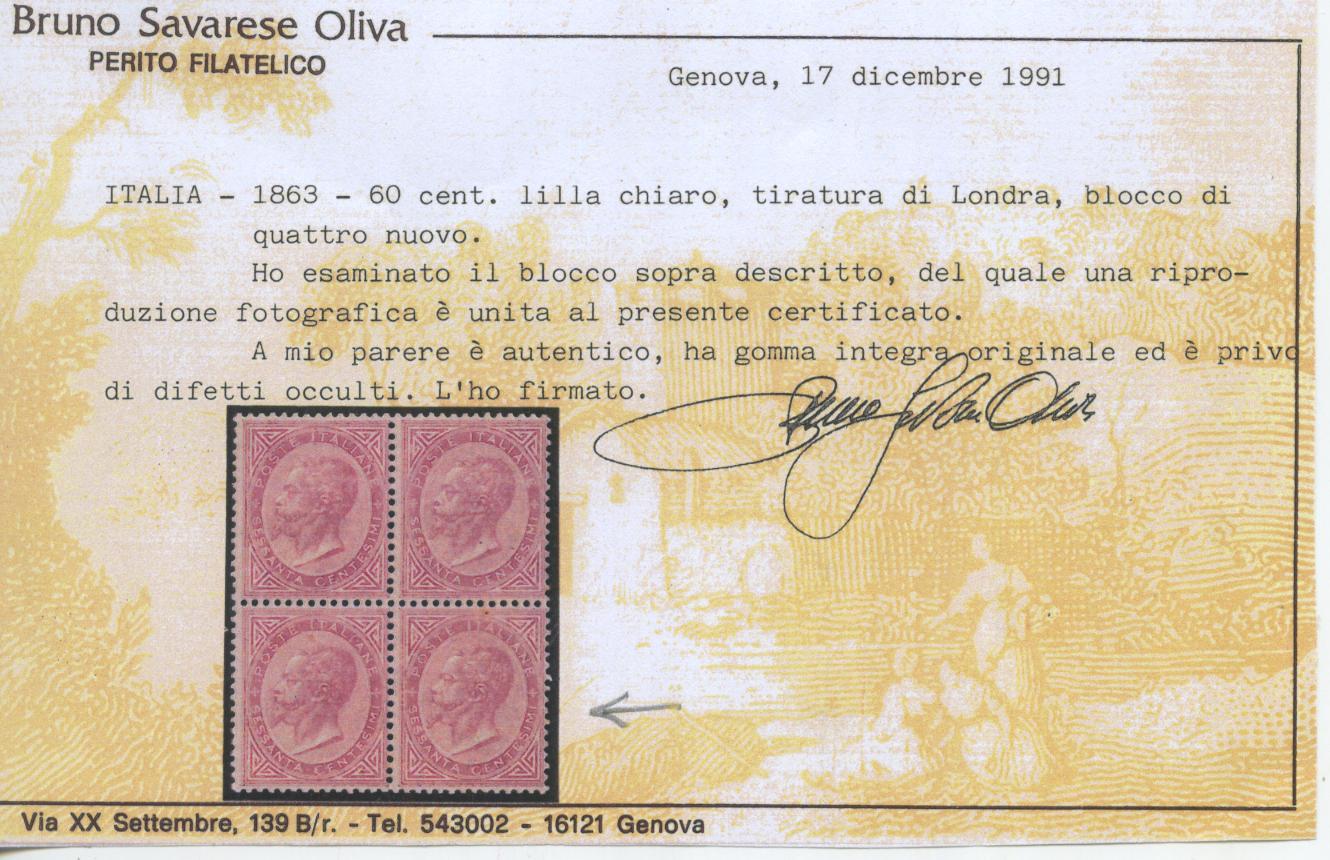 Bruno Savarese Oliva
PERITO FILATELICO
Genova, 17 dicembre 1991
ITALIA - 1863 - 60 cent. lilla chiaro, tiratura di Londra, blocco di
quattro nuovo.
Ho esaminato il blocco sopra descritto, del quale una ripro-
duzione fotografica è unita al presente certificato.
A mio parere è autentico, ha gomma integra originale ed è privo
di difetti occulti. L'ho firmato.
Bruno Savarese Oliva
POSTE ITALIANE
SESSANTA CENTESIMI
POSTE ITALIANE
SESSANTA CENTESIMI
POSTE ITALIANE
SESSANTA CENTESIMI
POSTE ITALIANE
SESSANTA CENTESIMI
Via XX Settembre, 139 B/r. - Tel. 543002 - 16121 Genova